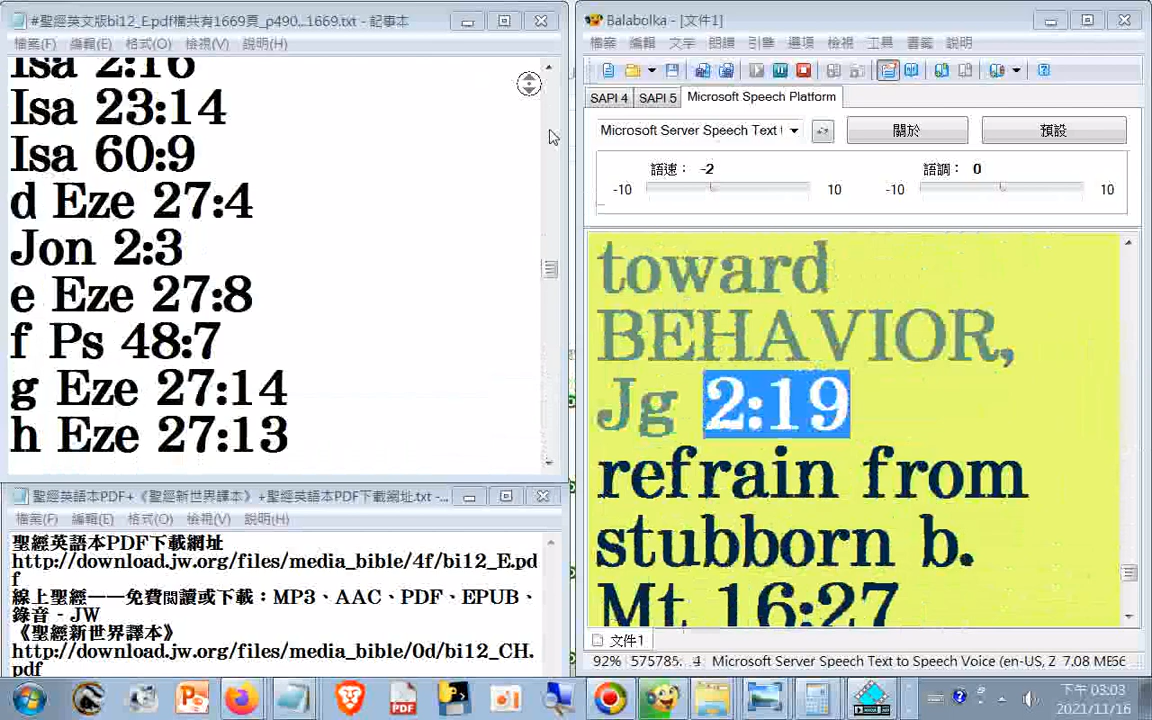 #聖經英文版bi12_E.pdf檔共有1669頁_p490,..1669.txt - 記事本
檔案(F) 編輯(E) 格式(O) 檢視(V) 說明(H)
Isa 2:16
Isa 23:14
Isa 60:9
d Eze 27:4
Jon 2:3
e Eze 27:8
f Ps 48:7
g Eze 27:14
h Eze 27:13
聖經英語本PDF+《聖經新世界譯本》+聖經英語本PDF下載網址.txt -...
檔案(F) 編輯(E) 格式(O) 檢視(V) 說明(H)
聖經英語本PDF下載網址
http://download.jw.org/files/media_bible/4f/bi12_E.pd
f
線上聖經——免費閱讀或下載：MP3、AAC、PDF、EPUB、
錄音 - JW
《聖經新世界譯本》
http://download.jw.org/files/media_bible/0d/bi12_CH.
pdf
Balabolka - [文件1]
檔案 編輯 文字 朗讀 引擎 選項 檢視 工具 書籤 說明
SAPI 4 SAPI 5 Microsoft Speech Platform
Microsoft Server Speech Text 關於 預設
語速： -2 語調： 0
-10 10 -10 10
toward
BEHAVIOR,
Jg 2:19
refrain from
stubborn b.
Mt 16:27
文件1
92% 575785. 4 Microsoft Server Speech Text to Speech Voice (en-US, Z 7.08 ME56
PDF
下午 03:03
2021/11/16